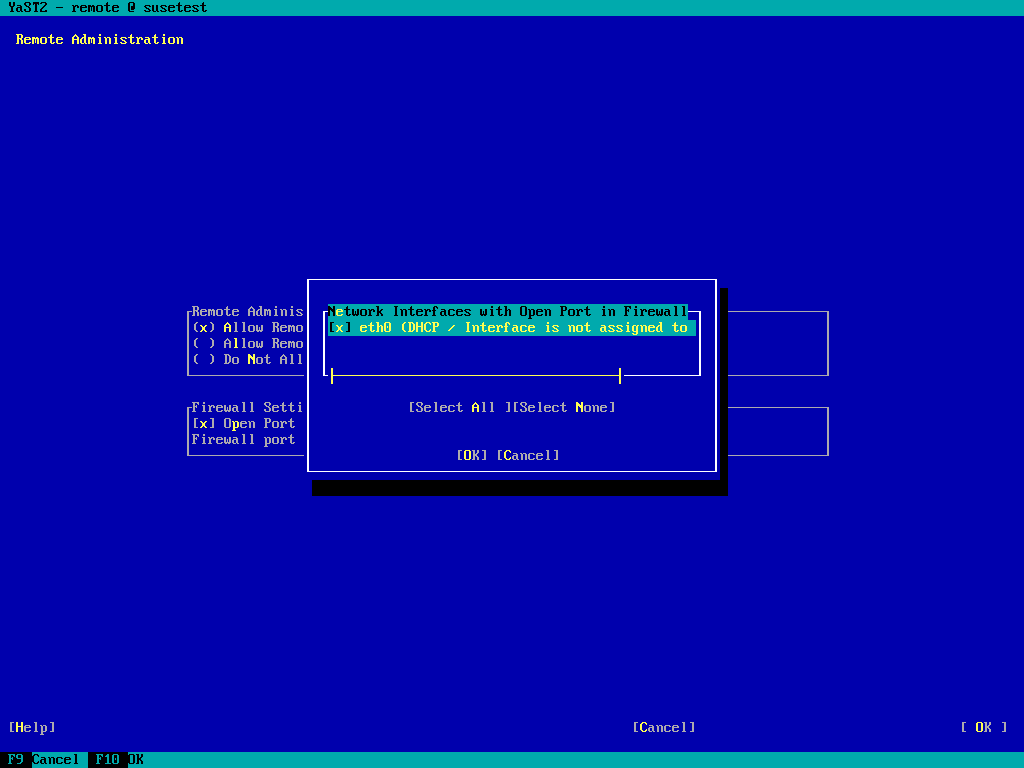 YaST2 - remote @ susetest
Remote Administration
Remote Adminis
(x) Allow Remo
( ) Allow Remo
( ) Do Not All
Network Interfaces with Open Port in Firewall
[x] eth0 (DHCP / Interface is not assigned to
[Select All ][Select None]
Firewall Setti
[x] Open Port
Firewall port
[OK] [Cancel]
[Help] [Cancel] [ OK ]
F9 Cancel F10 OK